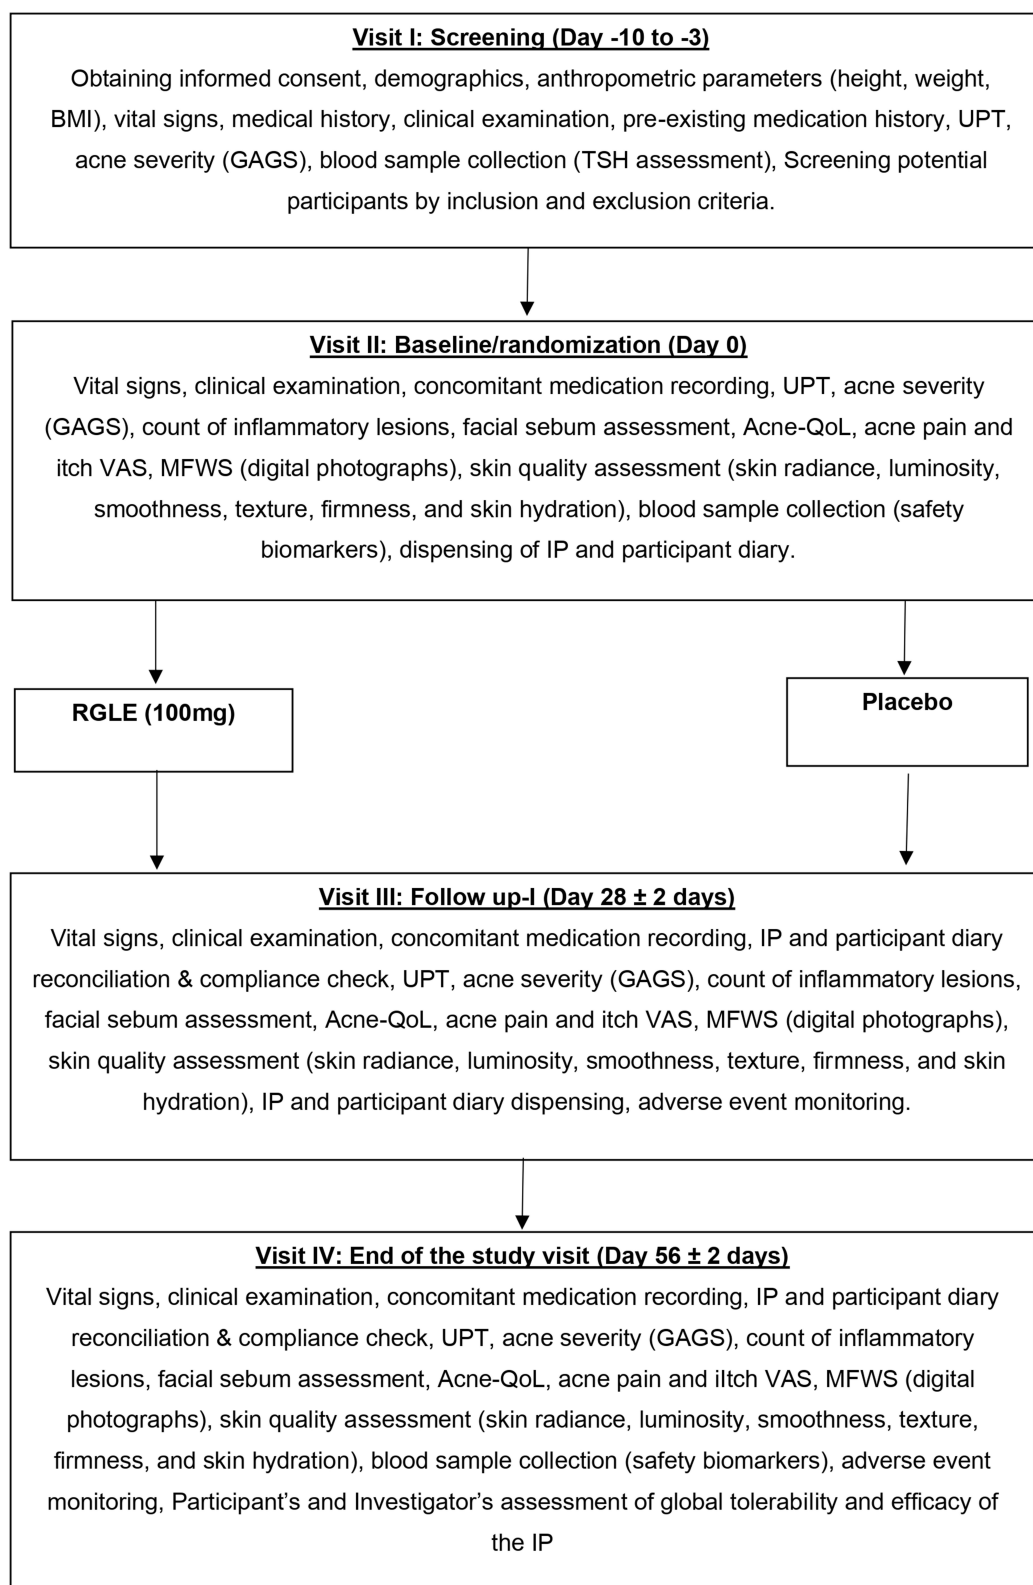 Visit I: Screening (Day -10 to -3)
Obtaining informed consent, demographics, anthropometric parameters (height, weight,
BMI), vital signs, medical history, clinical examination, pre-existing medication history, UPT,
acne severity (GAGS), blood sample collection (TSH assessment), Screening potential
participants by inclusion and exclusion criteria.
Visit II: Baseline/randomization (Day 0)
Vital signs, clinical examination, concomitant medication recording, UPT, acne severity
(GAGS), count of inflammatory lesions, facial sebum assessment, Acne-QoL, acne pain and
itch VAS, MFWS (digital photographs), skin quality assessment (skin radiance, luminosity,
smoothness, texture, firmness, and skin hydration), blood sample collection (safety
biomarkers), dispensing of IP and participant diary.
RGLE (100mg)
Placebo
Visit III: Follow up-I (Day 28 ± 2 days)
Vital signs, clinical examination, concomitant medication recording, IP and participant diary
reconciliation & compliance check, UPT, acne severity (GAGS), count of inflammatory lesions,
facial sebum assessment, Acne-QoL, acne pain and itch VAS, MFWS (digital photographs),
skin quality assessment (skin radiance, luminosity, smoothness, texture, firmness, and skin
hydration), IP and participant diary dispensing, adverse event monitoring.
Visit IV: End of the study visit (Day 56 ± 2 days)
Vital signs, clinical examination, concomitant medication recording, IP and participant diary
reconciliation & compliance check, UPT, acne severity (GAGS), count of inflammatory
lesions, facial sebum assessment, Acne-QoL, acne pain and iItch VAS, MFWS (digital
photographs), skin quality assessment (skin radiance, luminosity, smoothness, texture,
firmness, and skin hydration), blood sample collection (safety biomarkers), adverse event
monitoring, Participant's and Investigator's assessment of global tolerability and efficacy of
the IP